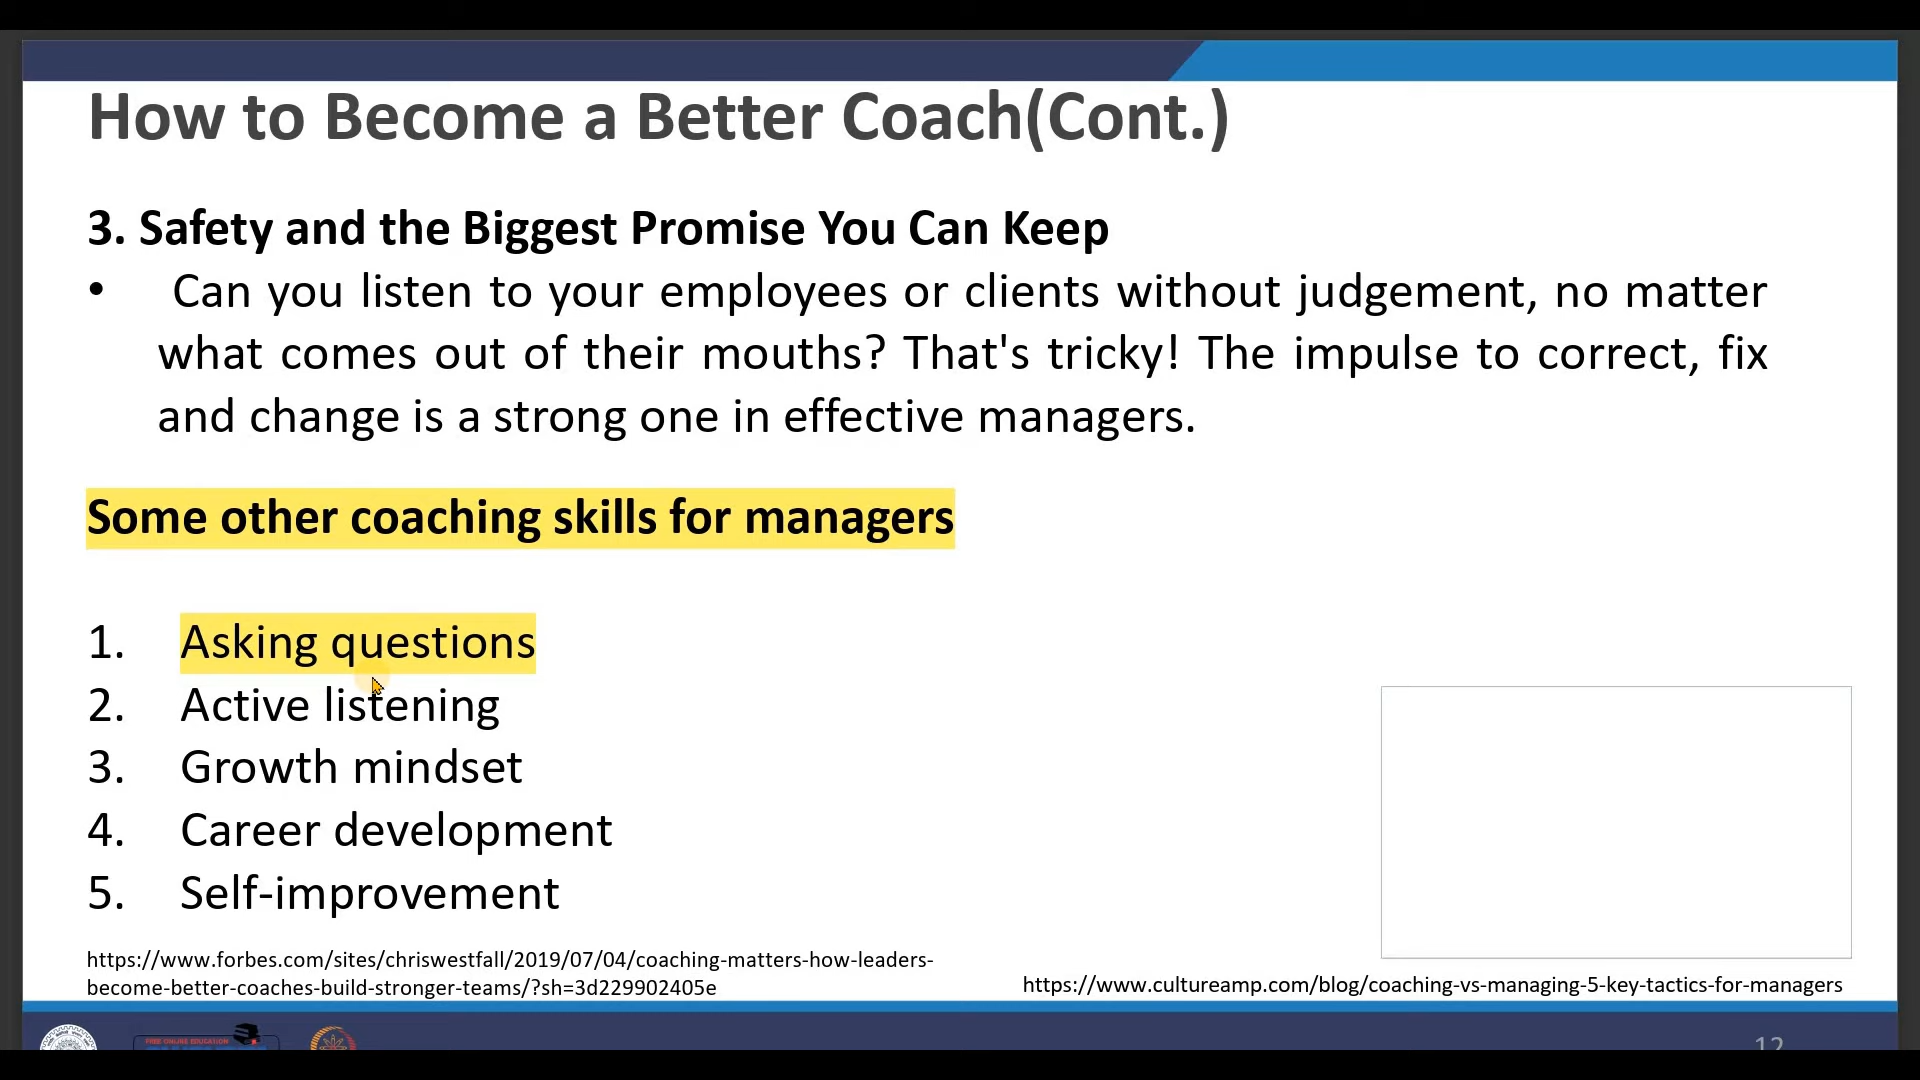 How to Become a Better Coach(Cont.)
3. Safety and the Biggest Promise You Can Keep
• Can you listen to your employees or clients without judgement, no matter
what comes out of their mouths? That's tricky! The impulse to correct, fix
and change is a strong one in effective managers.
Some other coaching skills for managers
1. Asking questions
2. Active listening
3. Growth mindset
4. Career development
5. Self-improvement
https://www.forbes.com/sites/chriswestfall/2019/07/04/coaching-matters-how-leaders-
become-better-coaches-build-stronger-teams/?sh=3d229902405e
https://www.cultureamp.com/blog/coaching-vs-managing-5-key-tactics-for-managers
FREE ONLINE EDUCATION
12